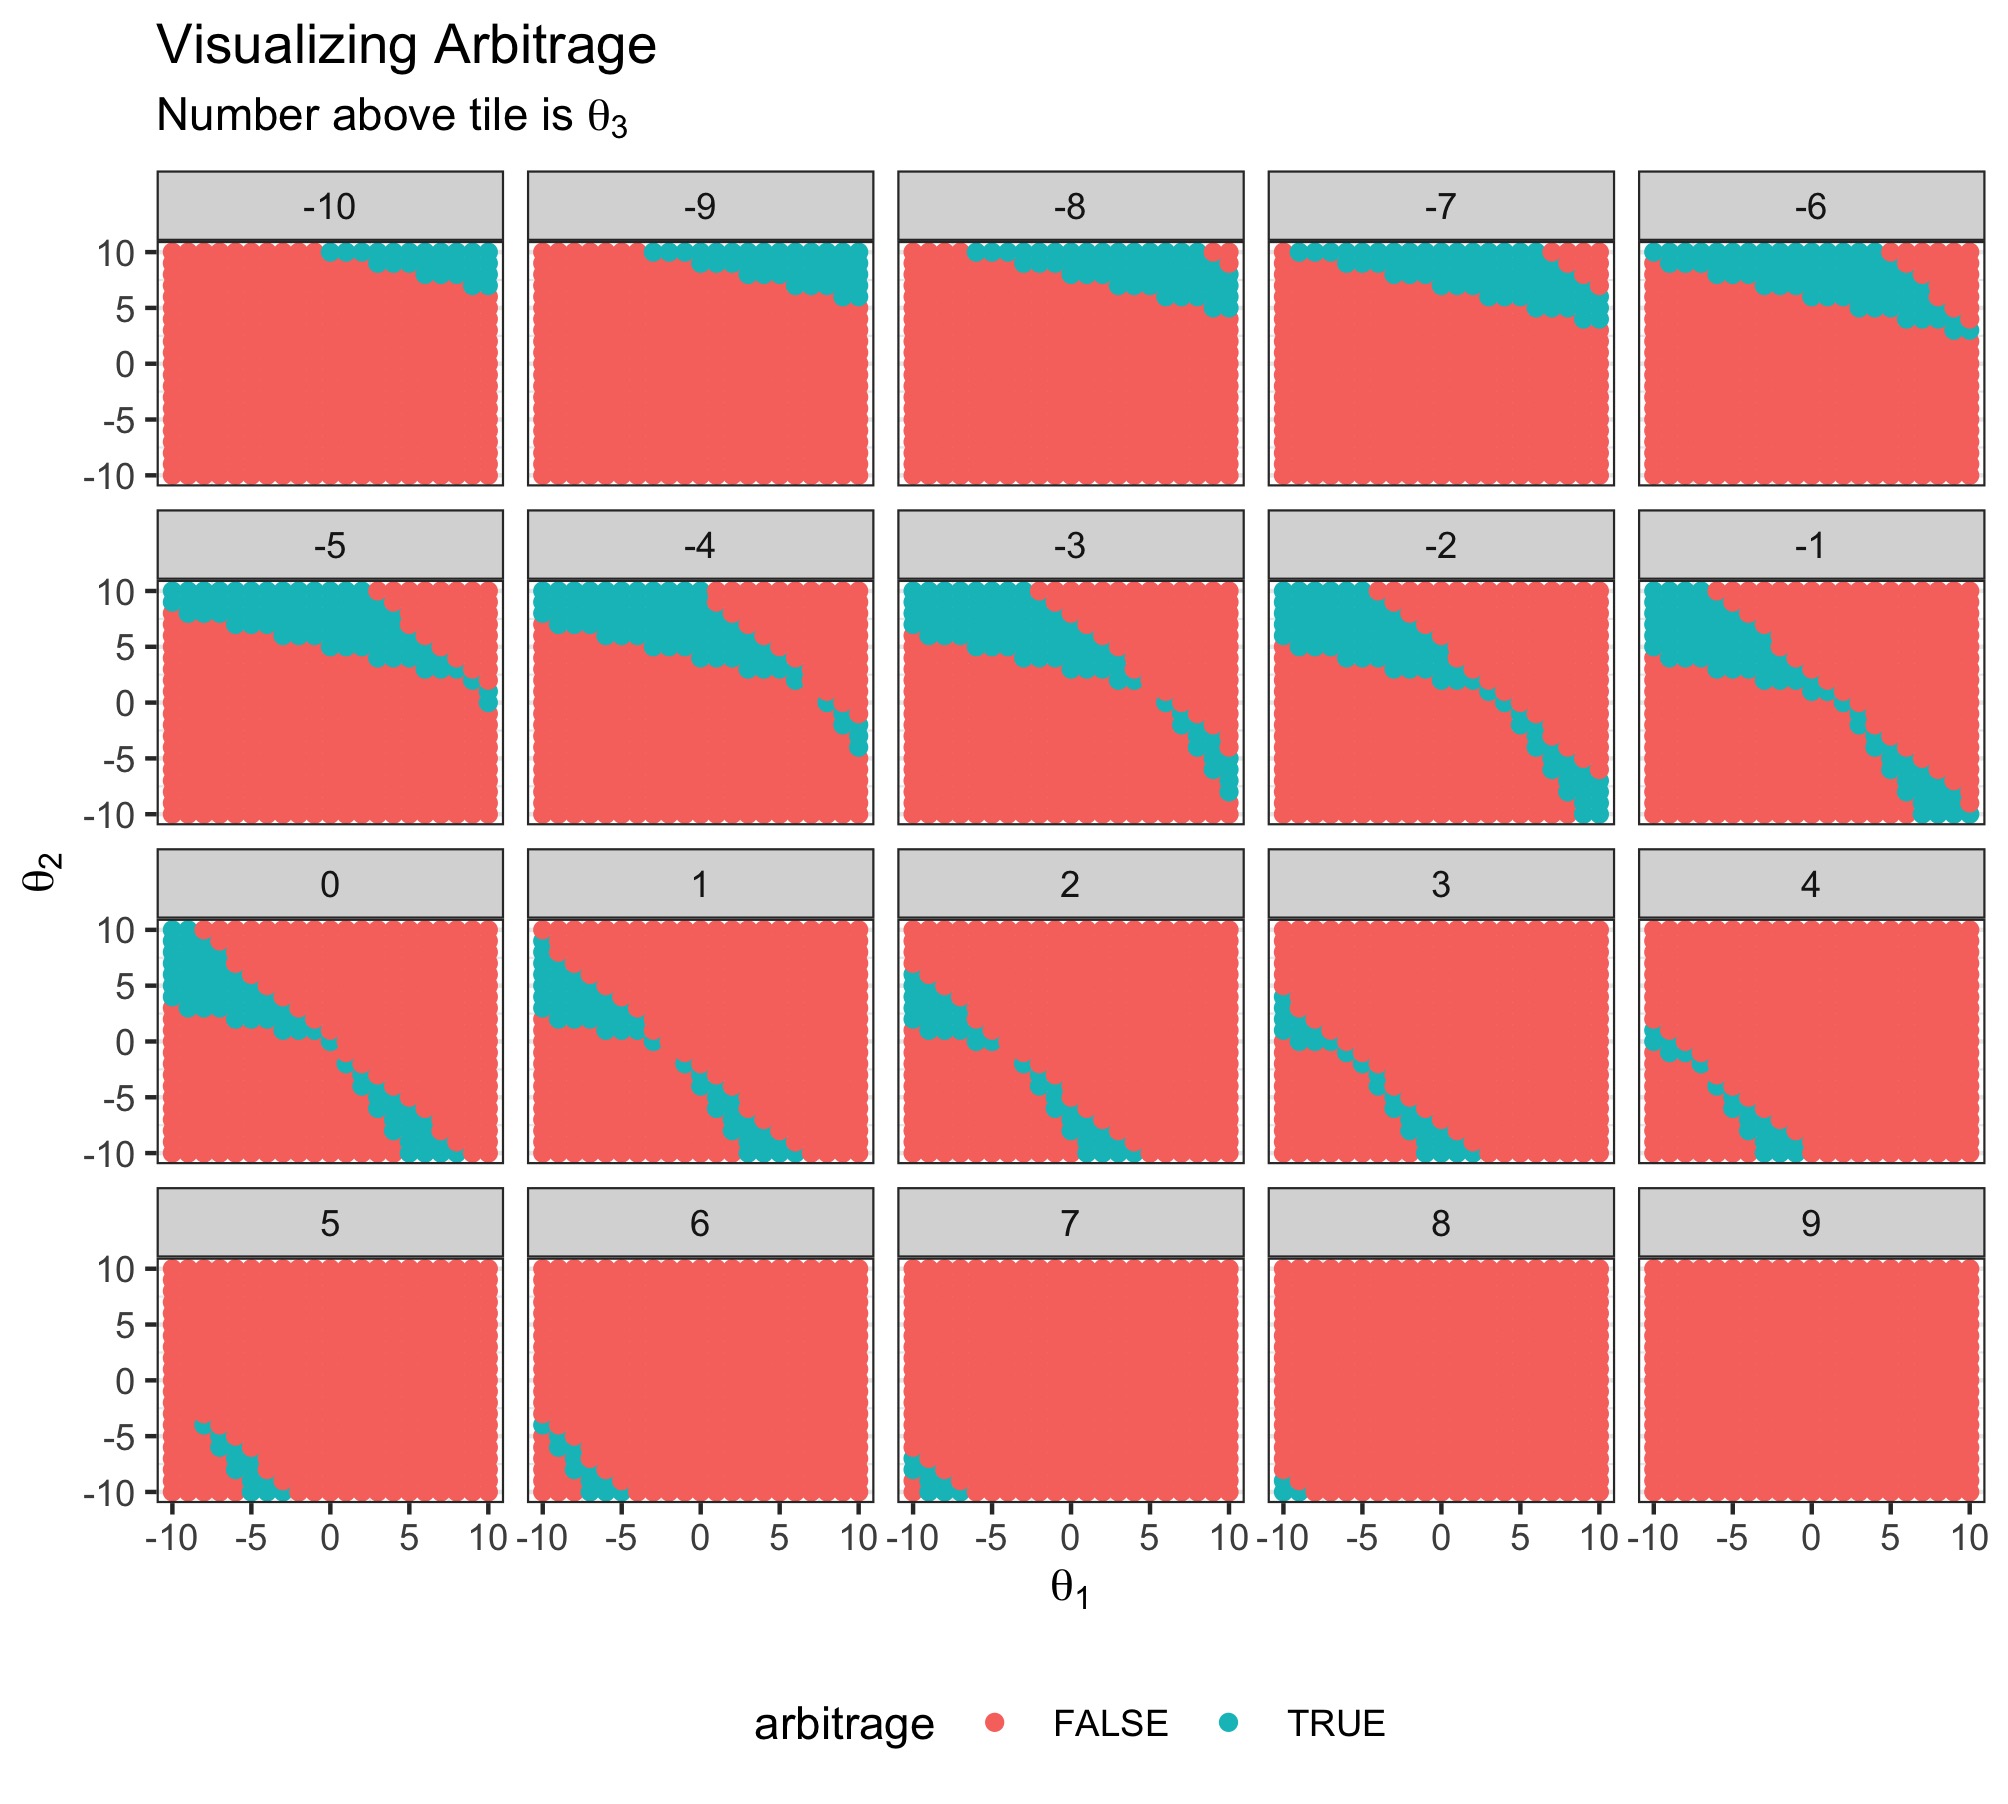 Visualizing Arbitrage
Number above tile is θ3
-10 -9 -8 -7 -6
10
5
0
-5
-10
-5 -4 -3 -2 -1
10
5
0
-5
-10
θ2
0 1 2 3 4
10
5
0
-5
-10
5 6 7 8 9
10
5
0
-5
-10
-10 -5 0 5 10 -10 -5 0 5 10 -10 -5 0 5 10 -10 -5 0 5 10 -10 -5 0 5 10
θ1
arbitrage FALSE TRUE